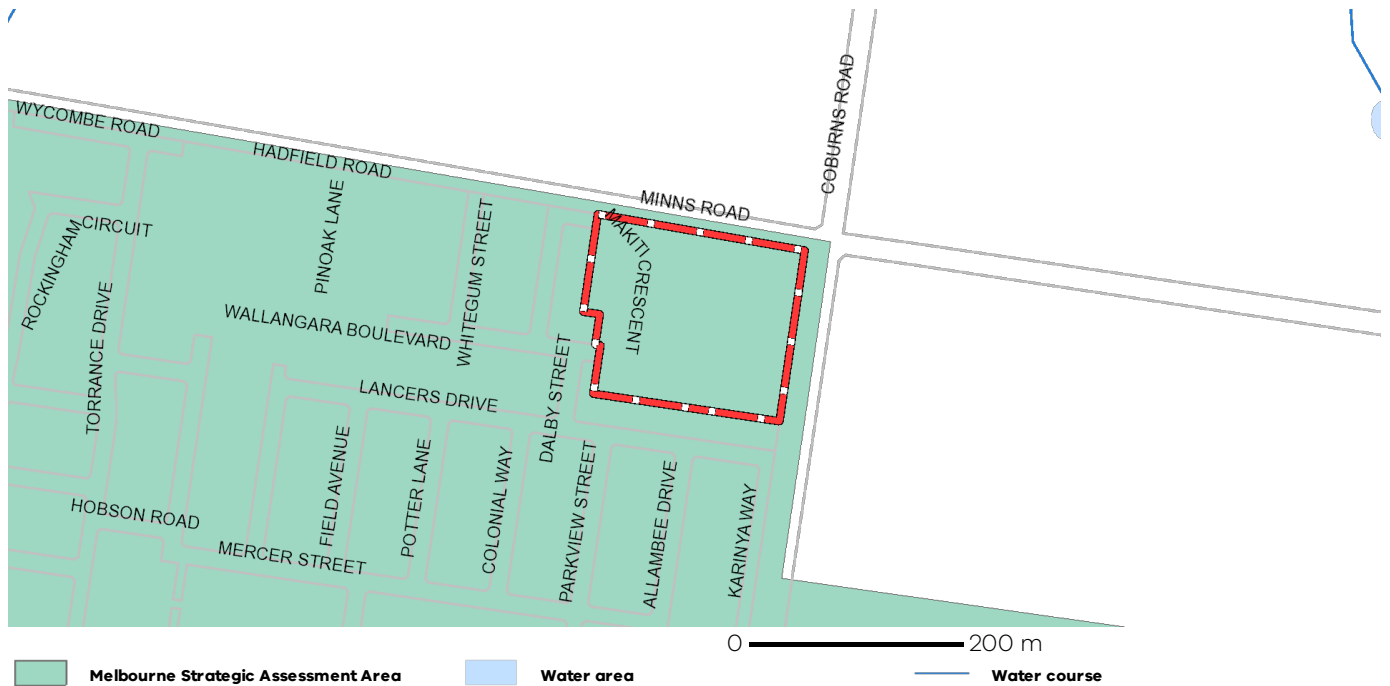 COBURNS ROAD
WYCOMBE ROAD
HADFIELD ROAD
MINNS ROAD
PINOAK LANE
WHITEGUM STREET
MAKITI CRESCENT
CIRCUIT
ROCKINGHAM
TORRANCE DRIVE
WALLANGARA BOULEVARD
DALBY STREET
LANCERS DRIVE
FIELD AVENUE
POTTER LANE
COLONIAL WAY
PARKVIEW STREET
ALLAMBEE DRIVE
KARINYA WAY
HOBSON ROAD
MERCER STREET
0 200 m
Melbourne Strategic Assessment Area Water area Water course